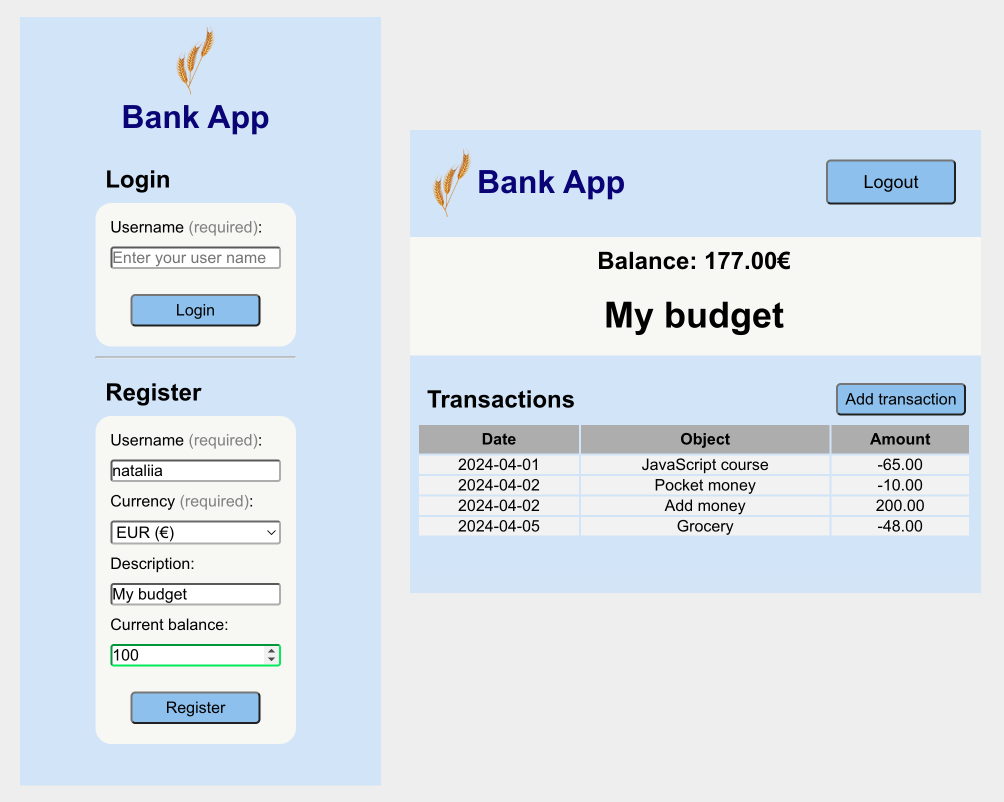 Bank App
Login
Username (required):
Enter your user name
Login
Register
Username (required):
nataliia
Currency (required):
EUR (€)
Description:
My budget
Current balance:
100
Register
Bank App
Logout
Balance: 177.00€
My budget
Transactions
Add transaction
Date Object Amount
2024-04-01 JavaScript course -65.00
2024-04-02 Pocket money -10.00
2024-04-02 Add money 200.00
2024-04-05 Grocery -48.00